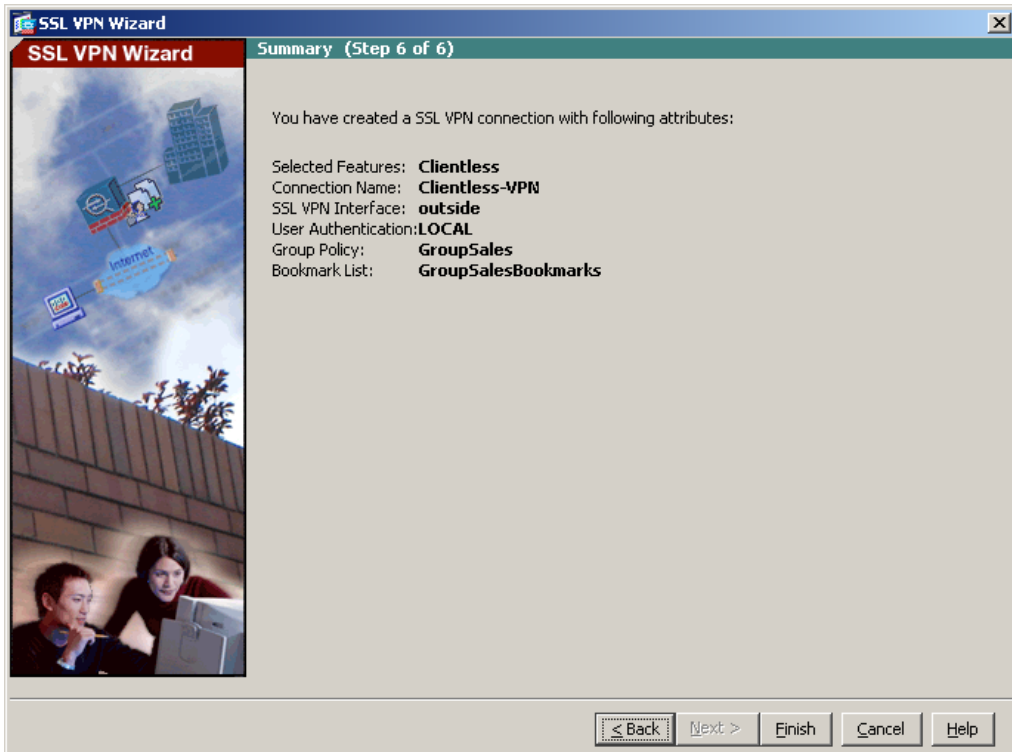 SSL VPN Wizard
SSL VPN Wizard
Summary (Step 6 of 6)
Internet
You have created a SSL VPN connection with following attributes:
Selected Features: Clientless
Connection Name: Clientless-VPN
SSL VPN Interface: outside
User Authentication:LOCAL
Group Policy: GroupSales
Bookmark List: GroupSalesBookmarks
< Back
Next >
Finish
Cancel
Help